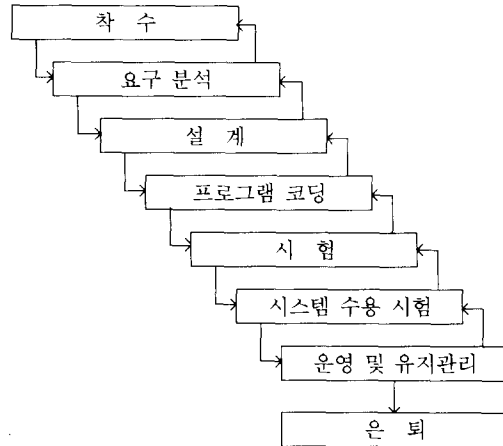 착 수
요구 분석
설 계
프로그램 코딩
시 험
시스템 수용 시험
운영 및 유지관리
은 퇴